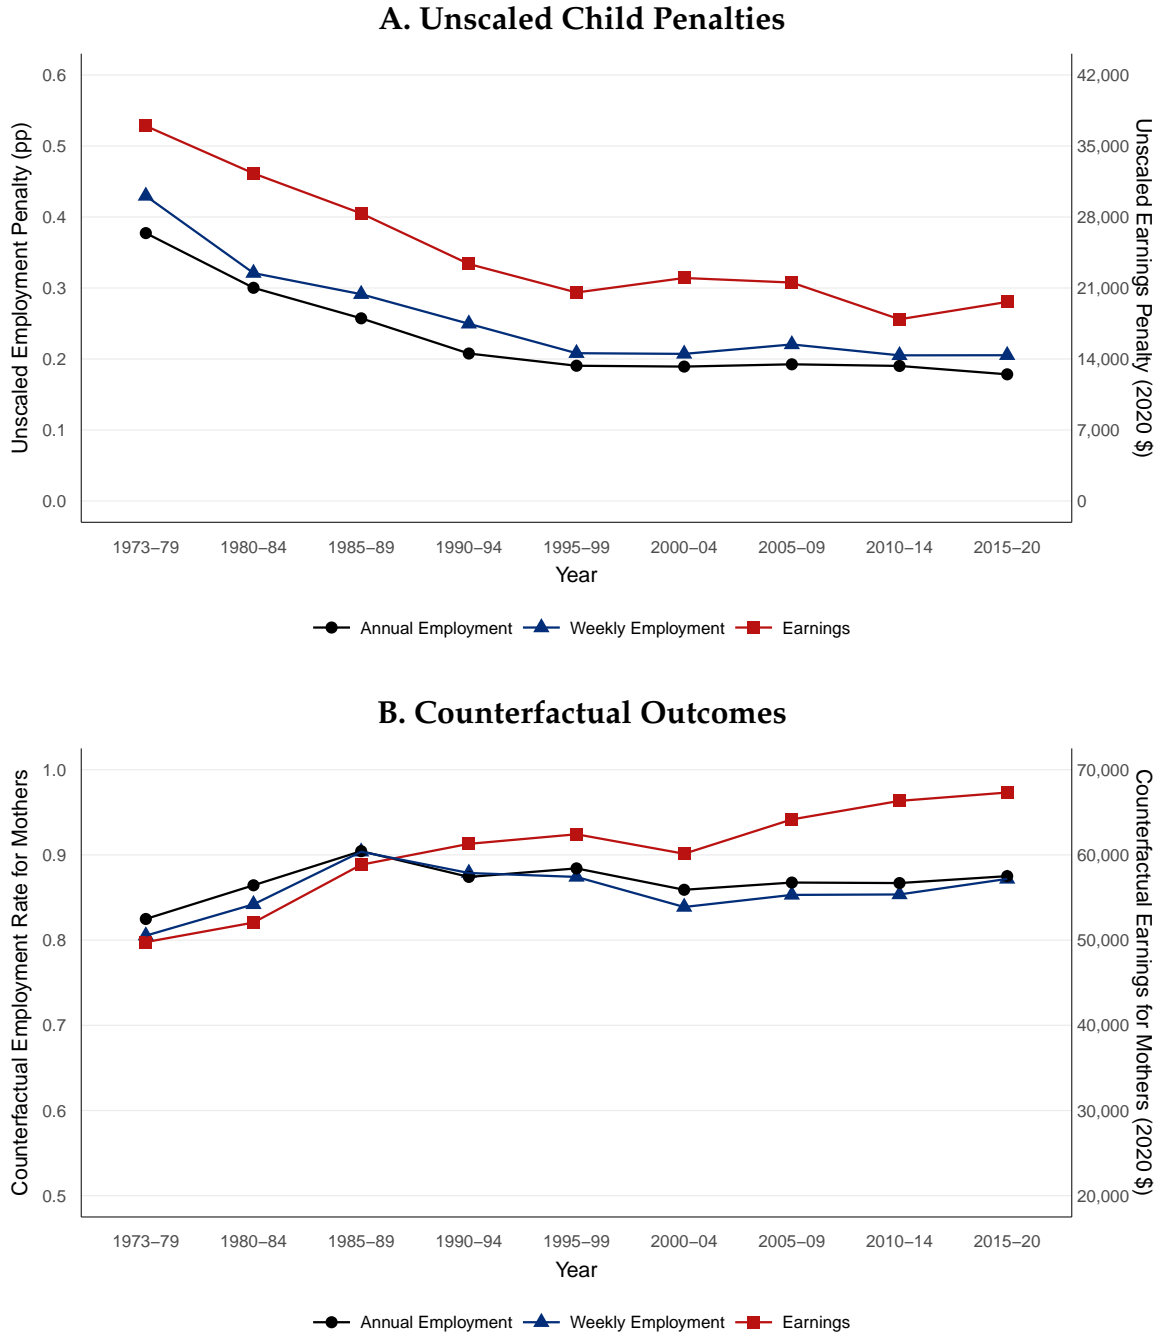 A. Unscaled Child Penalties
Unscaled Employment Penalty (pp)
0.6
0.5
0.4
0.3
0.2
0.1
0.0
42,000
35,000
28,000
21,000
14,000
7,000
0
Unscaled Earnings Penalty (2020 $)
1973–79 1980–84 1985–89 1990–94 1995–99 2000–04 2005–09 2010–14 2015–20
Year
Annual Employment Weekly Employment Earnings
B. Counterfactual Outcomes
Counterfactual Employment Rate for Mothers
1.0
0.9
0.8
0.7
0.6
0.5
70,000
60,000
50,000
40,000
30,000
20,000
Counterfactual Earnings for Mothers (2020 $)
1973–79 1980–84 1985–89 1990–94 1995–99 2000–04 2005–09 2010–14 2015–20
Year
Annual Employment Weekly Employment Earnings